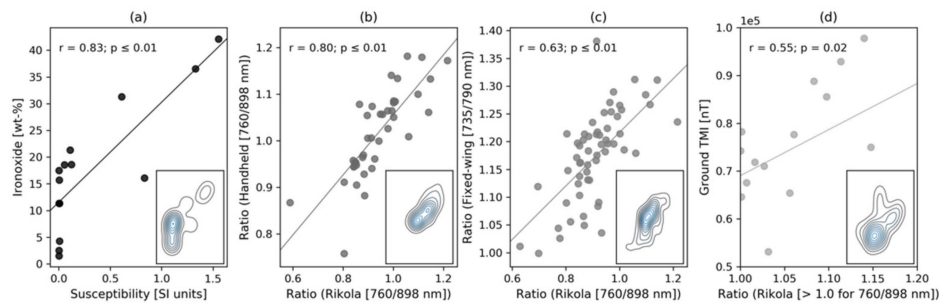 (a)
r = 0.83; p ≤ 0.01
Ironoxide [wt-%]
40
35
30
25
20
15
10
5
0
0.0 0.5 1.0 1.5
Susceptibility [SI units]
(b)
r = 0.80; p ≤ 0.01
Ratio (Handheld [760/898 nm])
1.2
1.1
1.0
0.9
0.8
0.6 0.8 1.0 1.2
Ratio (Rikola [760/898 nm])
(c)
r = 0.63; p ≤ 0.01
Ratio (Fixed-wing [735/790 nm])
1.40
1.35
1.30
1.25
1.20
1.15
1.10
1.05
1.00
0.6 0.8 1.0 1.2
Ratio (Rikola [760/898 nm])
(d)
1e5
r = 0.55; p = 0.02
Ground TMI [nT]
1.0
0.9
0.8
0.7
0.6
0.5
1.00 1.05 1.10 1.15 1.20
Ratio (Rikola [> 1.0 for 760/898 nm])